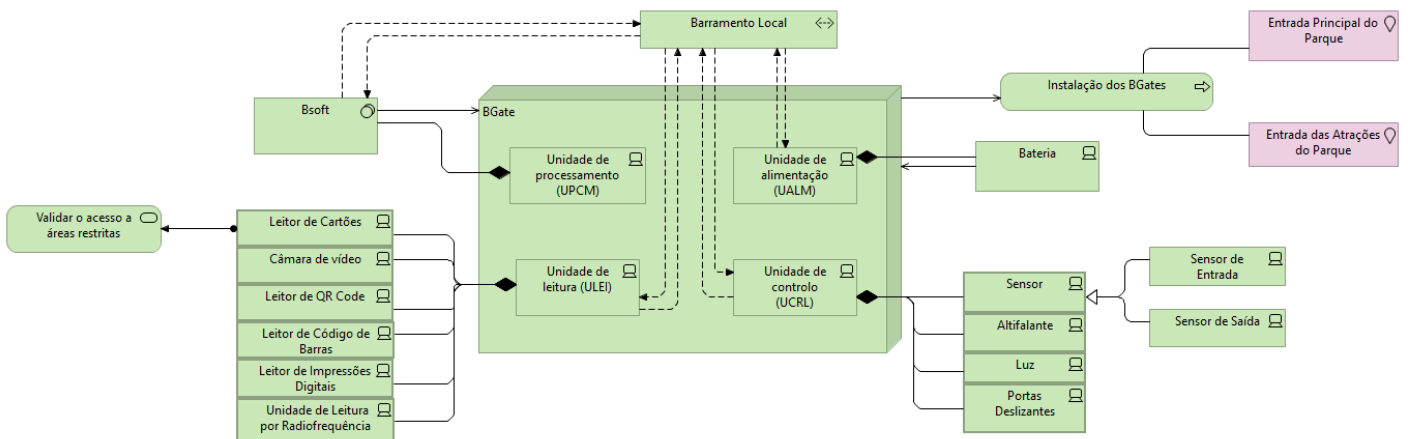 Barramento Local
Entrada Principal do
Parque
Instalação dos BGates
Bsoft
BGate
Entrada das Atrações
do Parque
Unidade de
processamento
(UPCM)
Unidade de
alimentação
(UALM)
Bateria
Validar o acesso a
áreas restritas
Leitor de Cartões
Câmara de vídeo
Leitor de QR Code
Leitor de Código de
Barras
Leitor de Impressões
Digitais
Unidade de Leitura
por Radiofrequência
Unidade de
leitura (ULEI)
Unidade de
controlo
(UCRL)
Sensor
Altifalante
Luz
Portas
Deslizantes
Sensor de
Entrada
Sensor de Saída